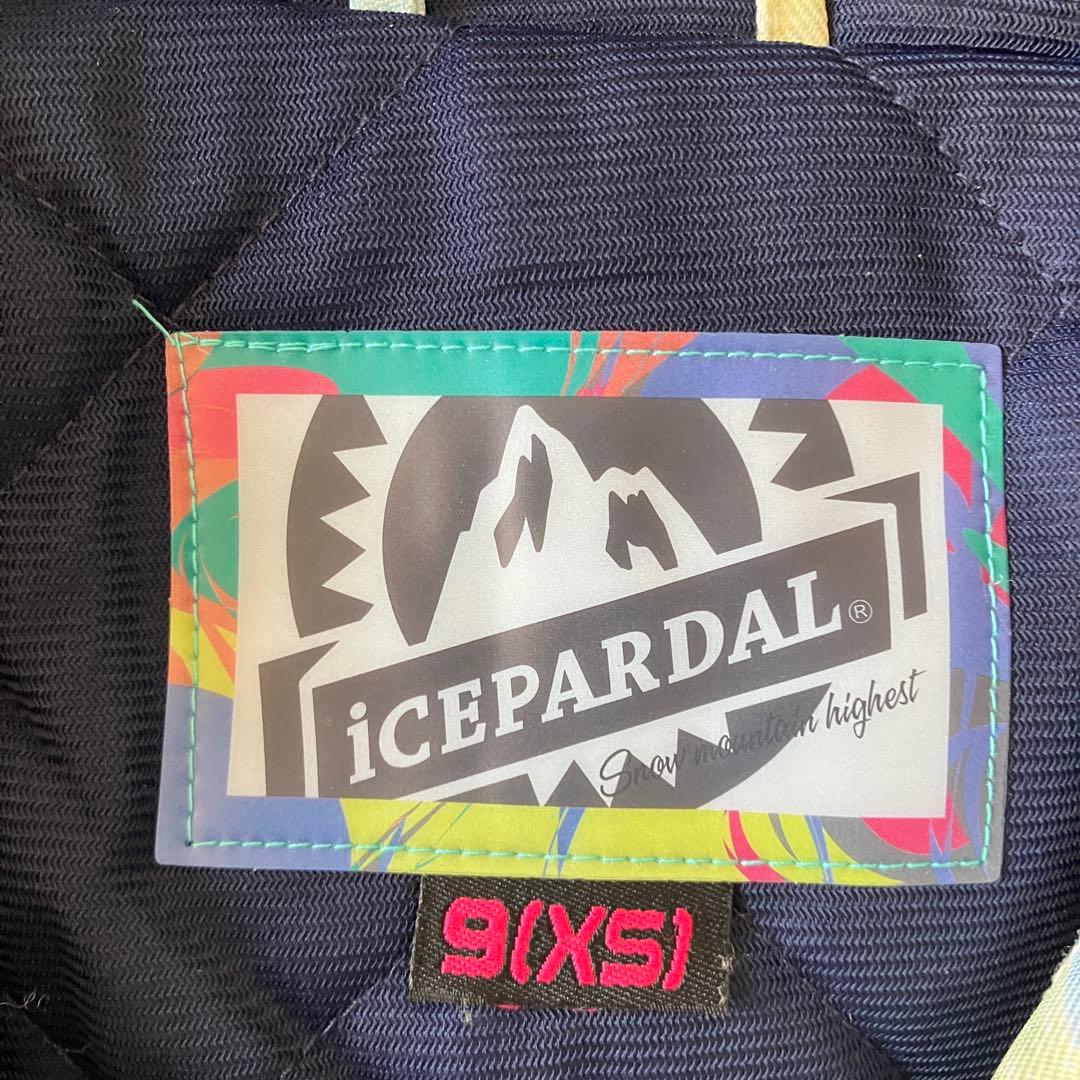 iCEPARDAL®
Snow mountain highest
9(XS)